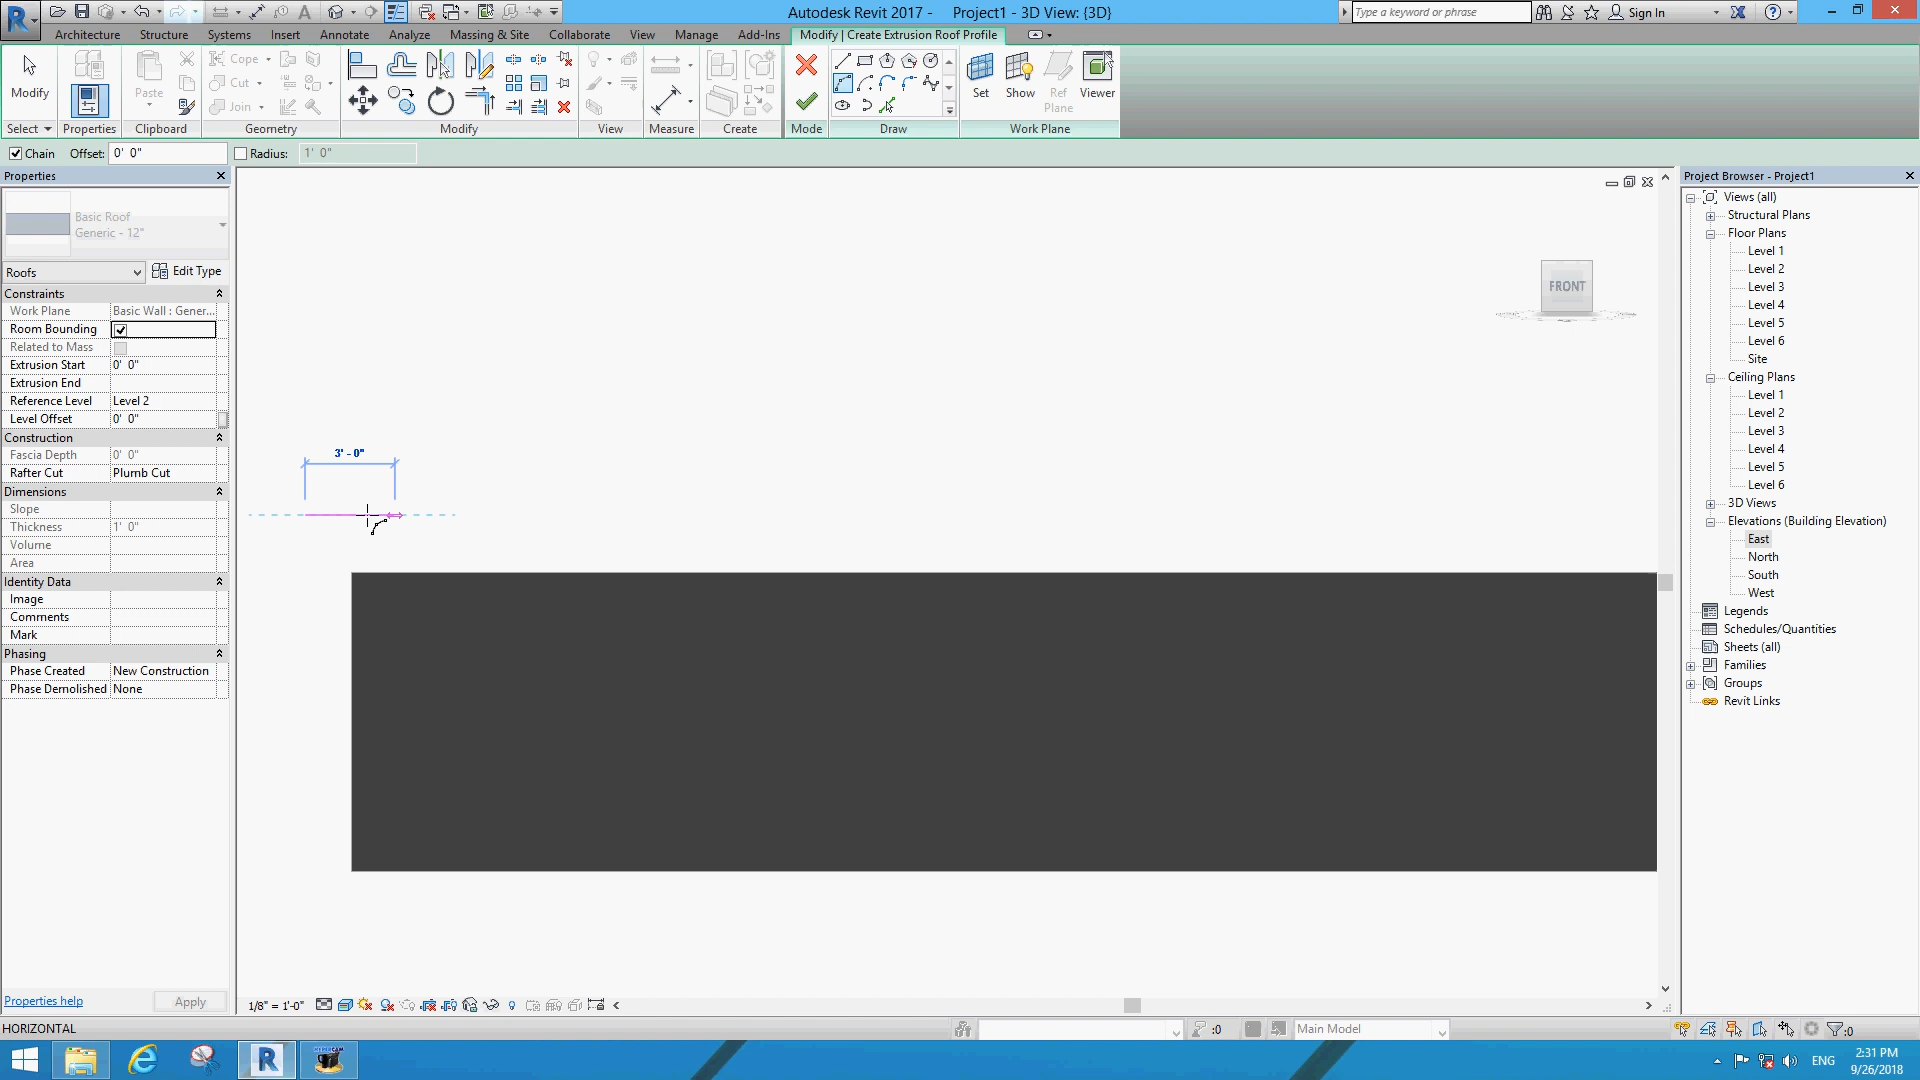 Autodesk Revit 2017 - Project1 - 3D View: {3D}
Type a keyword or phrase
Sign In
Architecture Structure Systems Insert Annotate Analyze Massing & Site Collaborate View Manage Add-Ins Modify | Create Extrusion Roof Profile
Modify
Paste
Cope
Cut
Join
Set
Show
Ref
Plane
Viewer
Select Properties Clipboard Geometry Modify View Measure Create Mode Draw Work Plane
Chain Offset: 0' 0" Radius: 1' 0"
Properties
Basic Roof
Generic - 12"
Roofs
Edit Type
Constraints
Work Plane Basic Wall : Gener...
Room Bounding
Related to Mass
Extrusion Start 0' 0"
Extrusion End
Reference Level Level 2
Level Offset 0' 0"
Construction
Fascia Depth 0' 0"
Rafter Cut Plumb Cut
Dimensions
Slope
Thickness 1' 0"
Volume
Area
Identity Data
Image
Comments
Mark
Phasing
Phase Created New Construction
Phase Demolished None
Properties help
Apply
3' - 0"
FRONT
Project Browser - Project1
Views (all)
Structural Plans
Floor Plans
Level 1
Level 2
Level 3
Level 4
Level 5
Level 6
Site
Ceiling Plans
Level 1
Level 2
Level 3
Level 4
Level 5
Level 6
3D Views
Elevations (Building Elevation)
East
North
South
West
Legends
Schedules/Quantities
Sheets (all)
Families
Groups
Revit Links
1/8" = 1'-0"
HORIZONTAL
:0
Main Model
:0
HYPERCAM
ENG
2:31 PM
9/26/2018